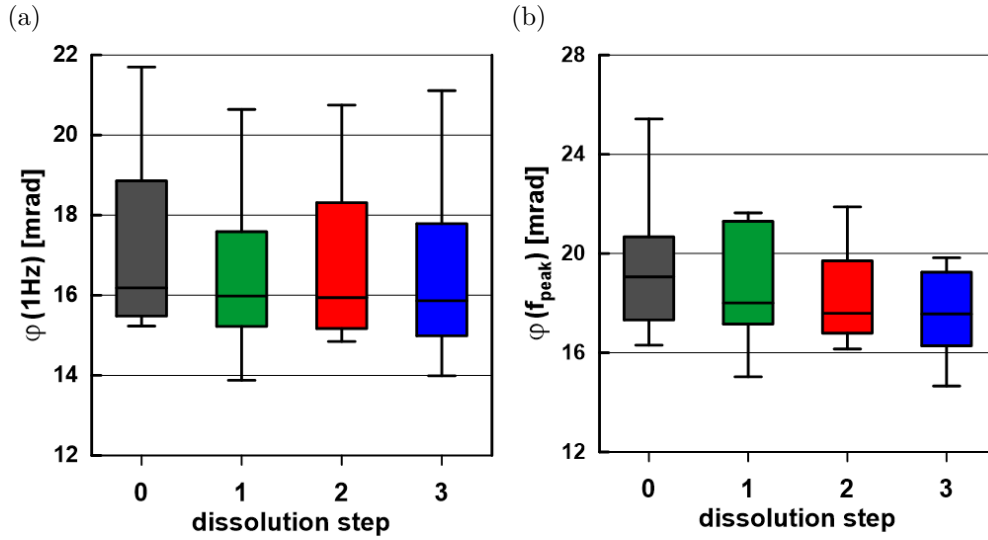 (a)
22
20
18
16
14
12
φ (1Hz) [mrad]
0 1 2 3
dissolution step
(b)
28
24
20
16
12
φ (fpeak) [mrad]
0 1 2 3
dissolution step